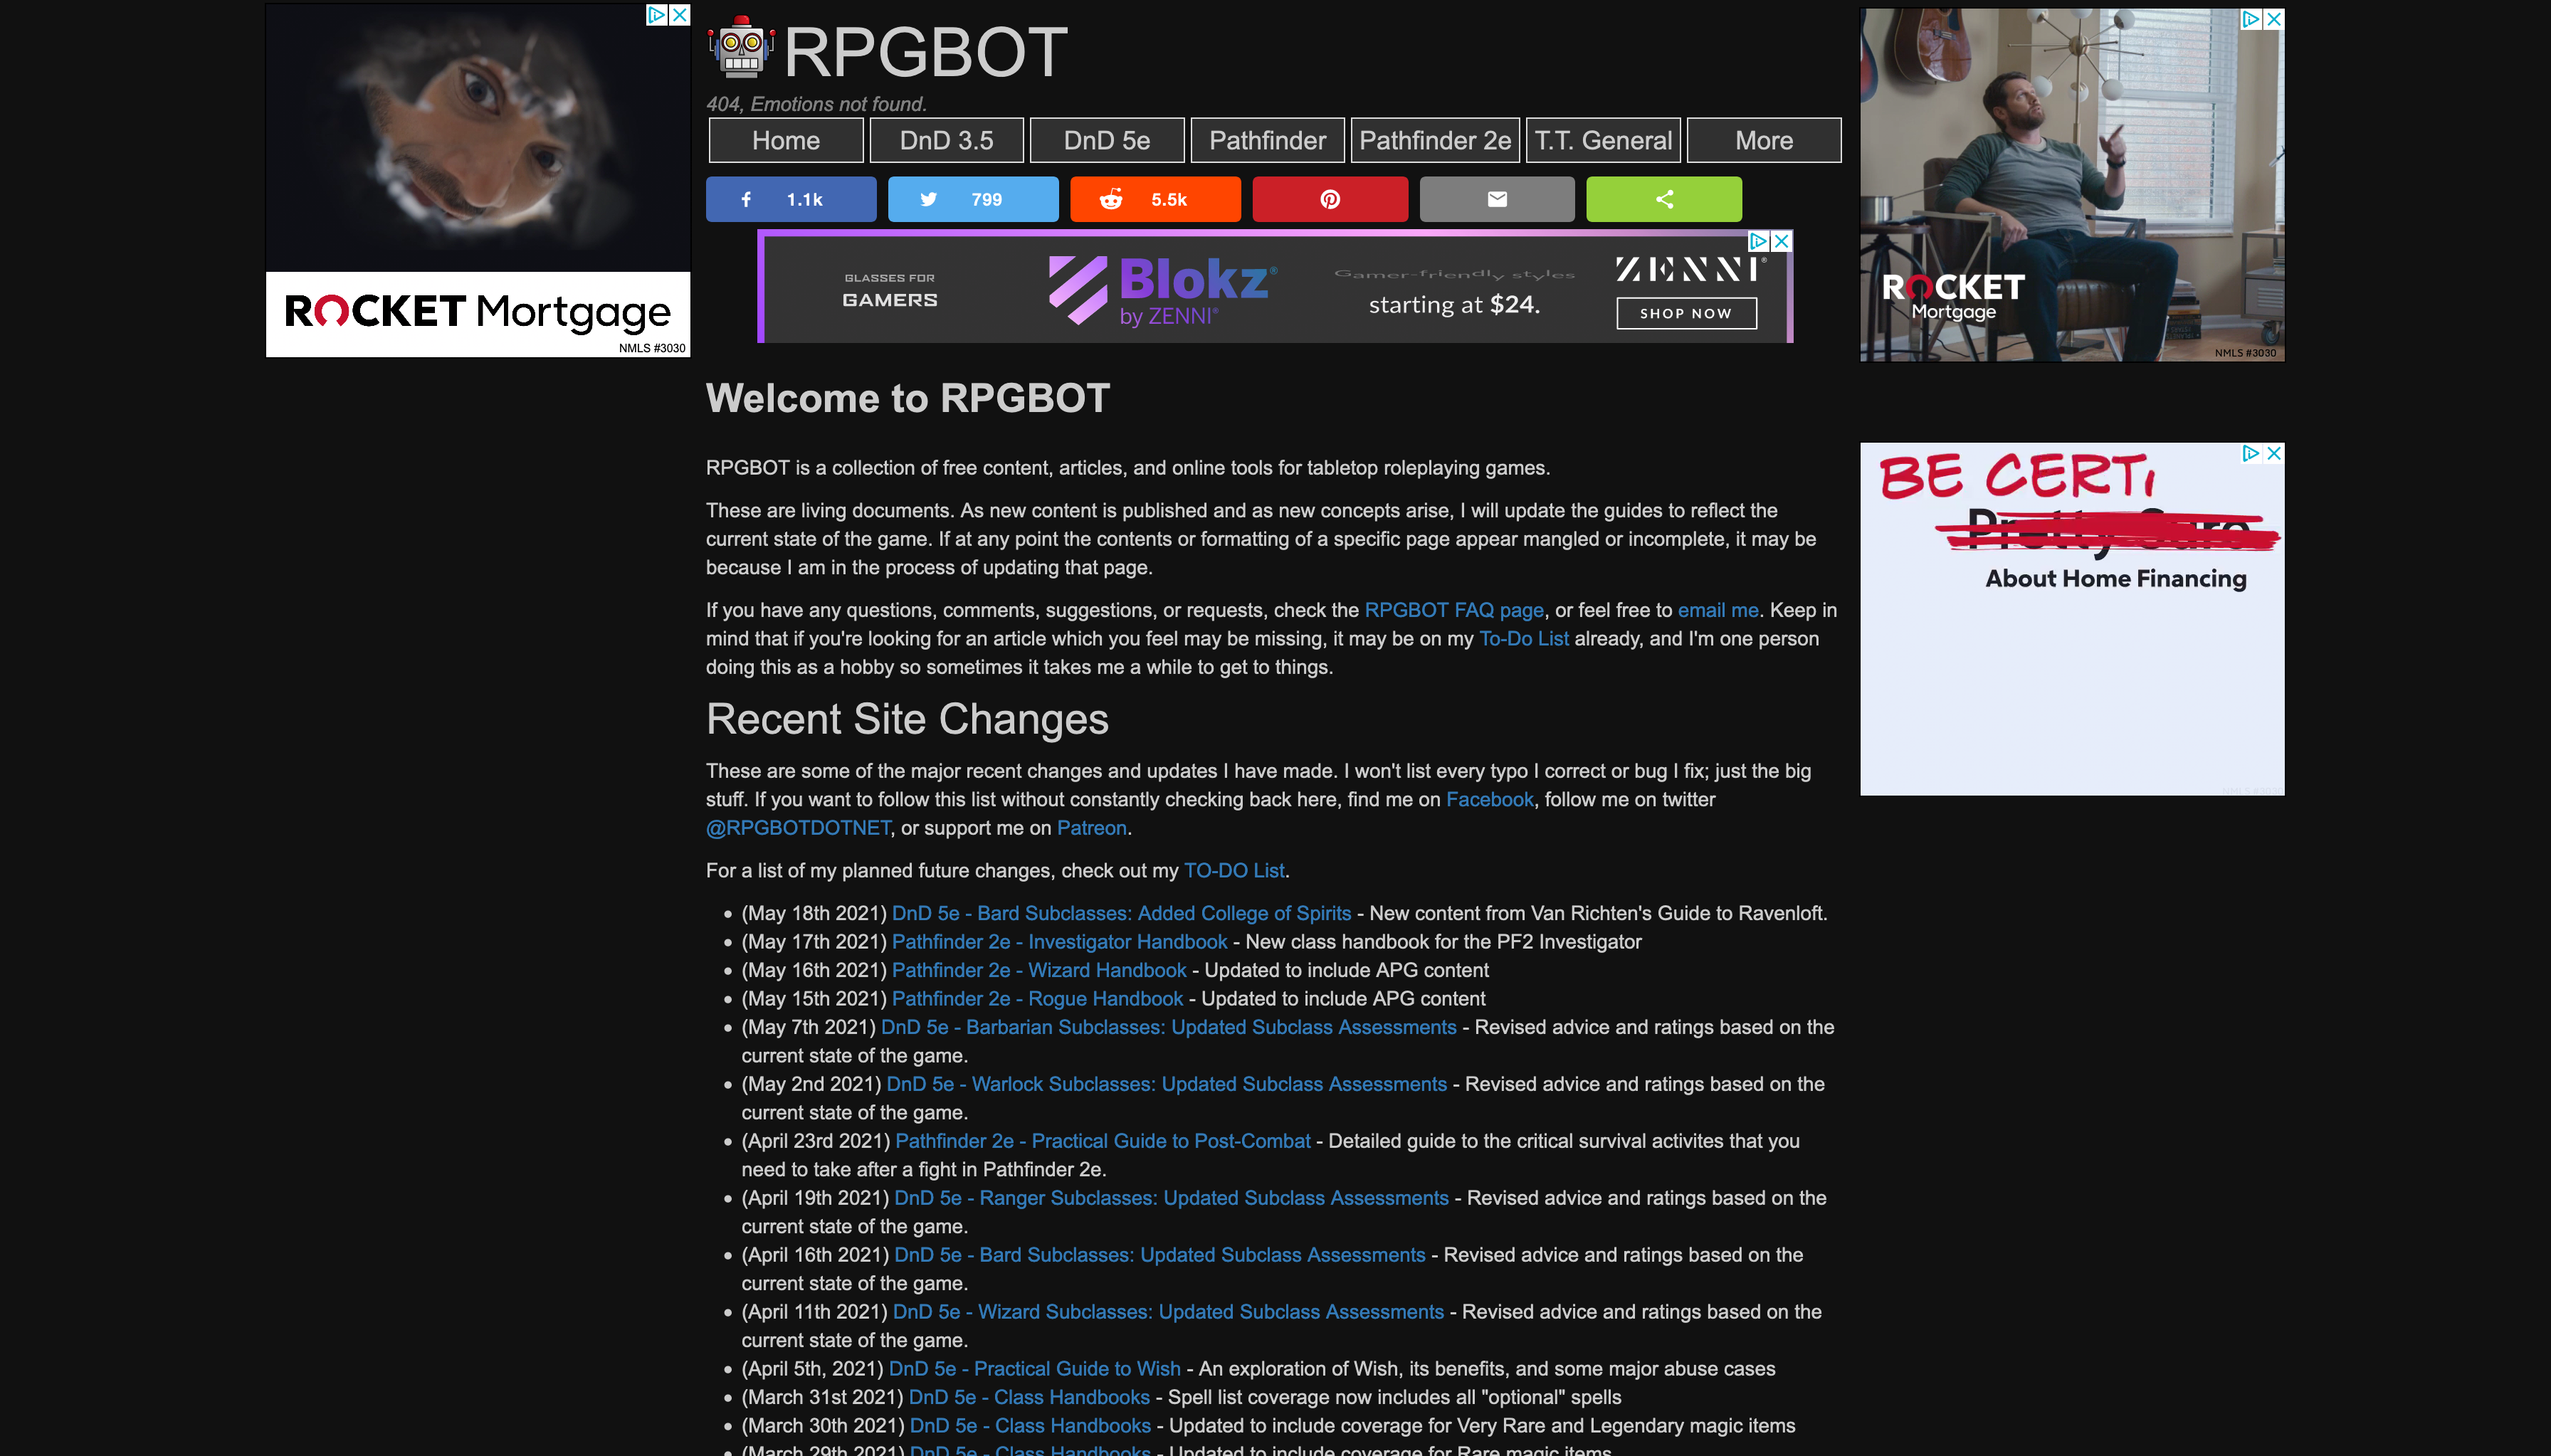 RPGBOT
404, Emotions not found.
Home
DnD 3.5
DnD 5e
Pathfinder
Pathfinder 2e
T.T. General
More
1.1k
799
5.5k
ROCKET Mortgage
NMLS #3030
GLASSES FOR
GAMERS
Blokz®
by ZENNI®
Gamer-friendly styles
starting at $24.
ZENNI®
SHOP NOW
ROCKET
Mortgage
NMLS #3030
Welcome to RPGBOT
RPGBOT is a collection of free content, articles, and online tools for tabletop roleplaying games.
These are living documents. As new content is published and as new concepts arise, I will update the guides to reflect the
current state of the game. If at any point the contents or formatting of a specific page appear mangled or incomplete, it may be
because I am in the process of updating that page.
If you have any questions, comments, suggestions, or requests, check the RPGBOT FAQ page, or feel free to email me. Keep in
mind that if you're looking for an article which you feel may be missing, it may be on my To-Do List already, and I'm one person
doing this as a hobby so sometimes it takes me a while to get to things.
BE CERTI
Pretty Sure
About Home Financing
NMLS #3030
Recent Site Changes
These are some of the major recent changes and updates I have made. I won't list every typo I correct or bug I fix; just the big
stuff. If you want to follow this list without constantly checking back here, find me on Facebook, follow me on twitter
@RPGBOTDOTNET, or support me on Patreon.
For a list of my planned future changes, check out my TO-DO List.
(May 18th 2021) DnD 5e - Bard Subclasses: Added College of Spirits - New content from Van Richten's Guide to Ravenloft.
(May 17th 2021) Pathfinder 2e - Investigator Handbook - New class handbook for the PF2 Investigator
(May 16th 2021) Pathfinder 2e - Wizard Handbook - Updated to include APG content
(May 15th 2021) Pathfinder 2e - Rogue Handbook - Updated to include APG content
(May 7th 2021) DnD 5e - Barbarian Subclasses: Updated Subclass Assessments - Revised advice and ratings based on the
current state of the game.
(May 2nd 2021) DnD 5e - Warlock Subclasses: Updated Subclass Assessments - Revised advice and ratings based on the
current state of the game.
(April 23rd 2021) Pathfinder 2e - Practical Guide to Post-Combat - Detailed guide to the critical survival activites that you
need to take after a fight in Pathfinder 2e.
(April 19th 2021) DnD 5e - Ranger Subclasses: Updated Subclass Assessments - Revised advice and ratings based on the
current state of the game.
(April 16th 2021) DnD 5e - Bard Subclasses: Updated Subclass Assessments - Revised advice and ratings based on the
current state of the game.
(April 11th 2021) DnD 5e - Wizard Subclasses: Updated Subclass Assessments - Revised advice and ratings based on the
current state of the game.
(April 5th, 2021) DnD 5e - Practical Guide to Wish - An exploration of Wish, its benefits, and some major abuse cases
(March 31st 2021) DnD 5e - Class Handbooks - Spell list coverage now includes all "optional" spells
(March 30th 2021) DnD 5e - Class Handbooks - Updated to include coverage for Very Rare and Legendary magic items
(March 29th 2021) DnD 5e - Class Handbooks - Updated to include coverage for Rare magic items